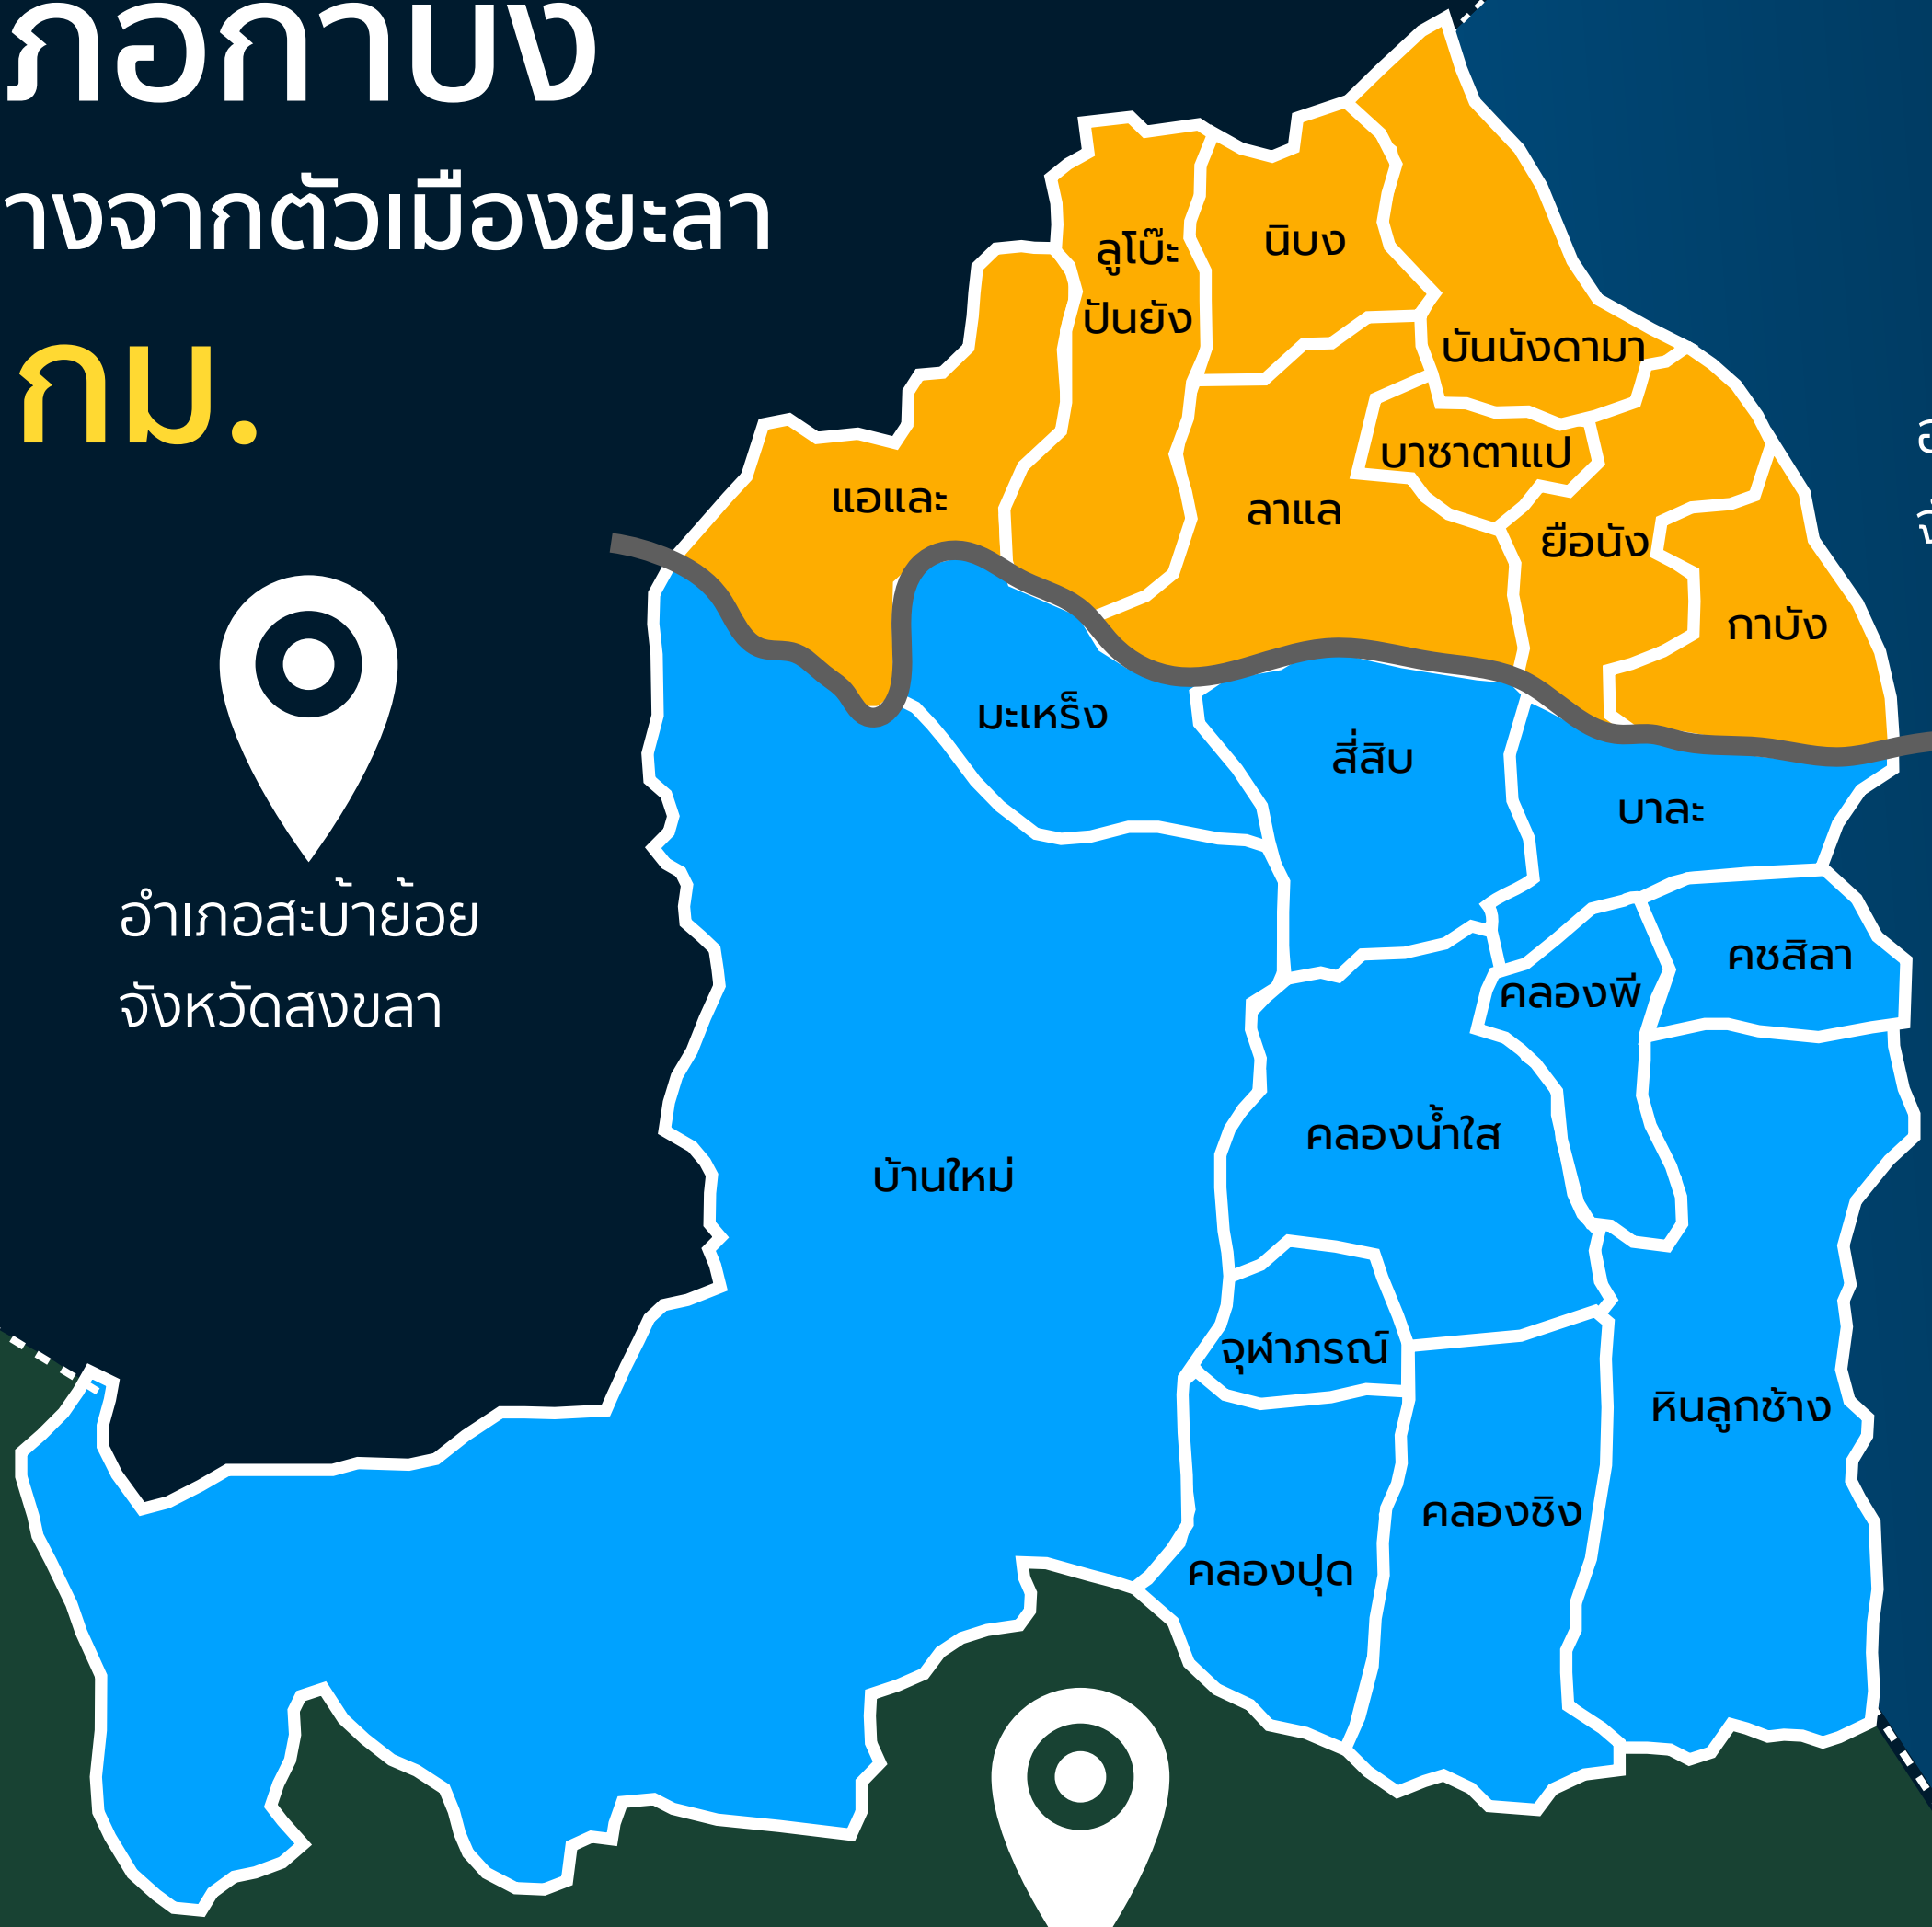 ภอกาบัง
างจากตัวเมืองยะลา
กม.
ลูโบ๊ะ
ปันยัง
นิบง
บันนังดามา
บาซาตาแป
แอและ
ลาแล
ยือนัง
กาบัง
มะเหร็ง
สี่สิบ
บาละ
อำเภอสะบ้าย้อย
จังหวัดสงขลา
คชสิลา
คลองพี
คลองน้ำใส
บ้านใหม่
จุฬาภรณ์
หินลูกช้าง
คลองชิง
คลองปุด